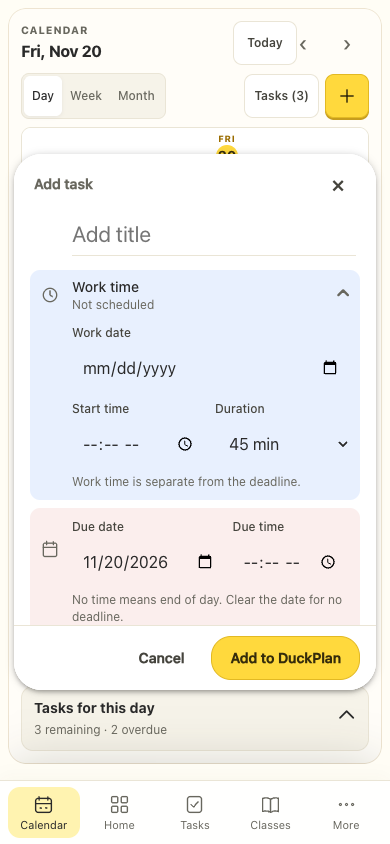 CALENDAR
Fri, Nov 20
Today
Day Week Month
Tasks (3)
FRI
Add task
Add title
Work time
Not scheduled
Work date
mm/dd/yyyy
Start time Duration
--:-- -- 45 min
Work time is separate from the deadline.
Due date Due time
11/20/2026 --:-- --
No time means end of day. Clear the date for no
deadline.
Cancel Add to DuckPlan
Tasks for this day
3 remaining · 2 overdue
Calendar Home Tasks Classes More